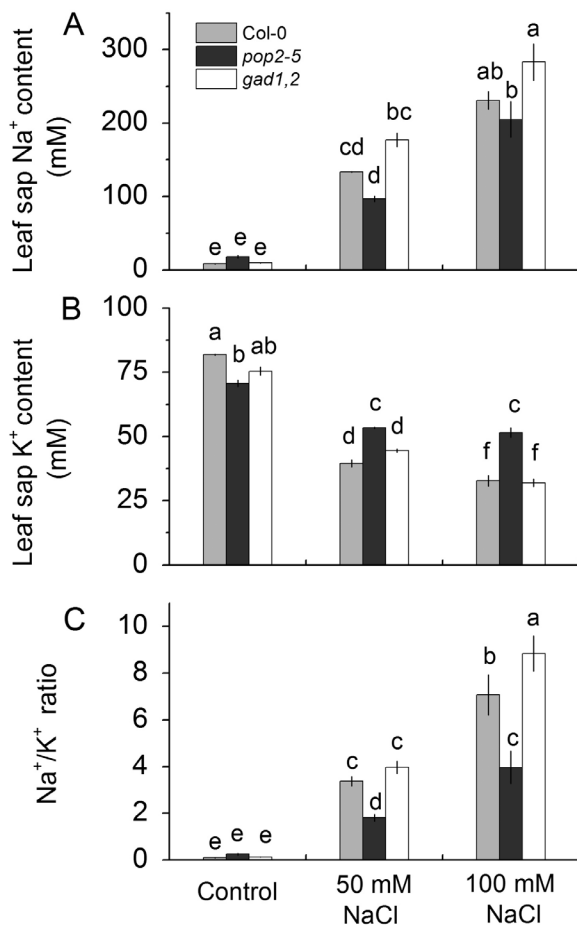 A
Col-0
pop2-5
gad1,2
Leaf sap Na⁺ content
(mM)
300
200
100
0
e e e
cd d bc
ab b a
B
Leaf sap K⁺ content
(mM)
100
75
50
25
0
a b ab
d c d
f c f
C
Na⁺/K⁺ ratio
10
8
6
4
2
0
e e e
c d c
b c a
Control
50 mM
NaCl
100 mM
NaCl